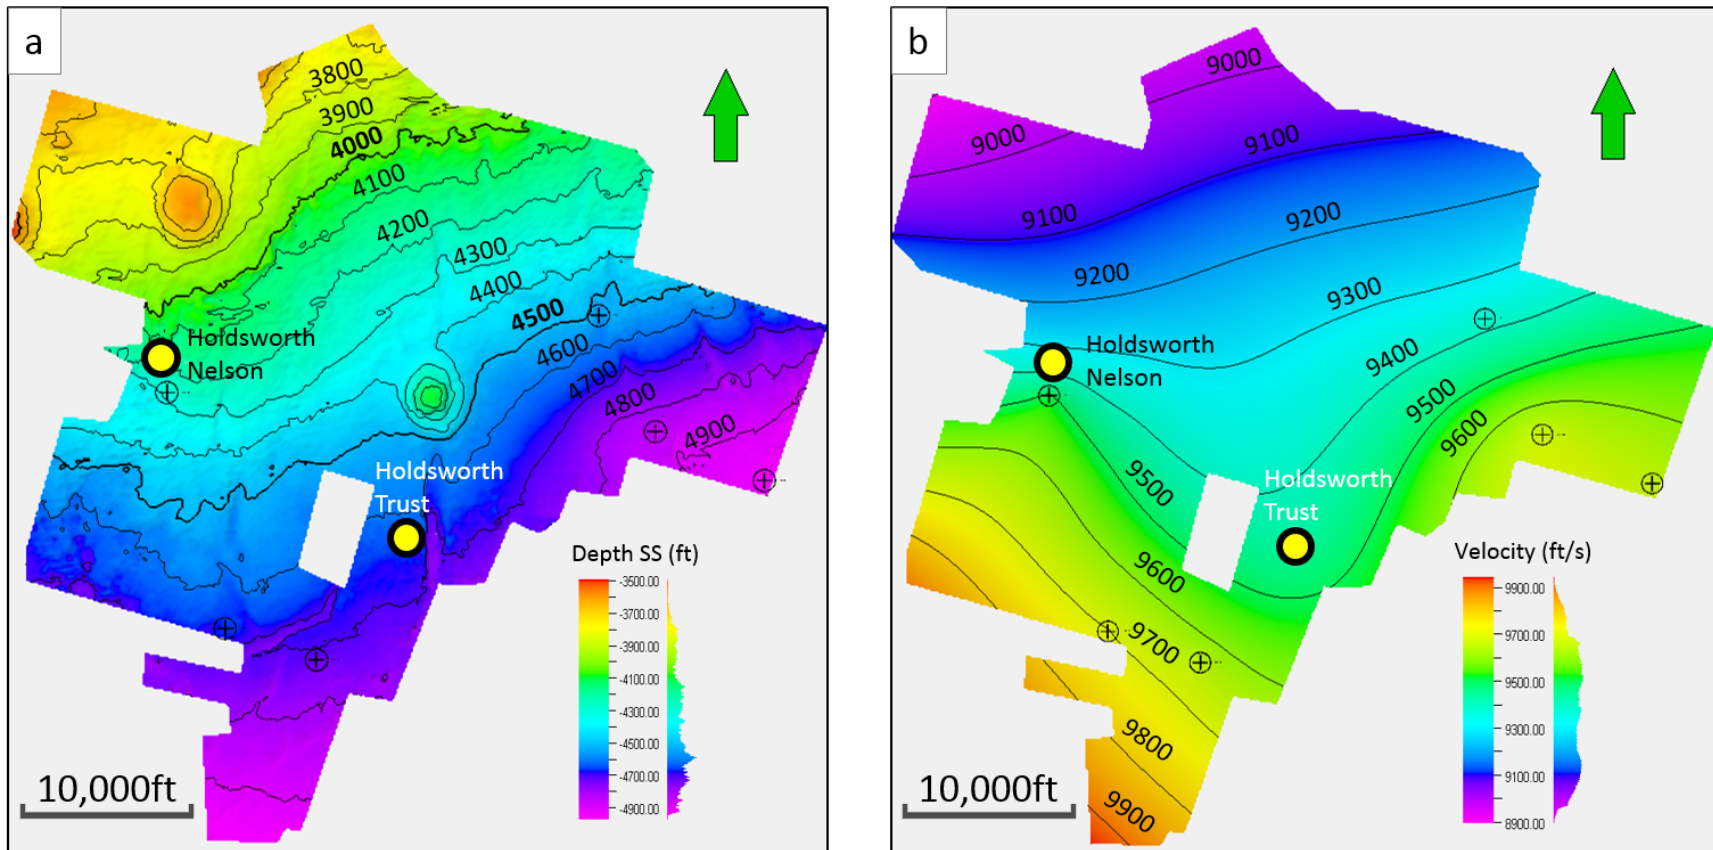 a
3800
3900
4000
4100
4200
4300
4400
4500
4600
4700
4800
4900
Holdsworth
Nelson
Holdsworth
Trust
Depth SS (ft)
-3500.00
-3700.00
-3900.00
-4100.00
-4300.00
-4500.00
-4700.00
-4900.00
10,000ft
b
9000
9000
9100
9100
9200
9200
9300
9400
9500
9600
Holdsworth
Nelson
9500
Holdsworth
Trust
9600
9700
9800
9900
Velocity (ft/s)
9900.00
9700.00
9500.00
9300.00
9100.00
8900.00
10,000ft